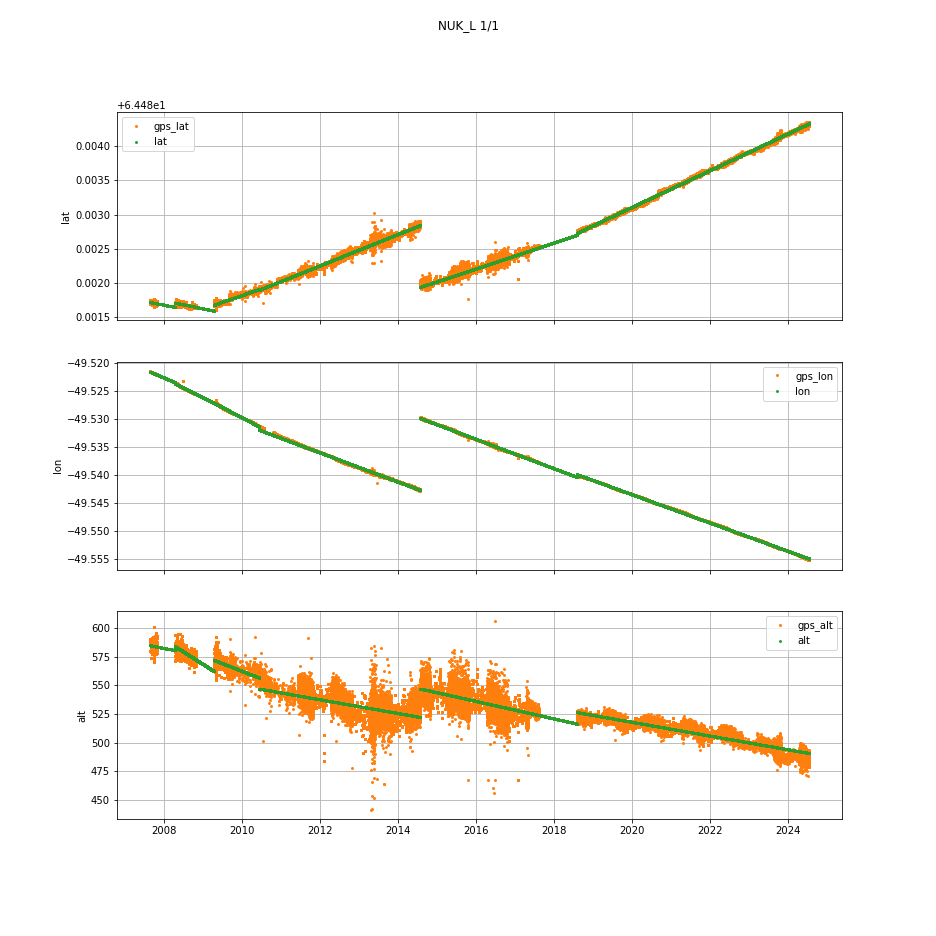 NUK_L 1/1
+6.448e1
gps_lat
lat
0.0040
0.0035
0.0030
0.0025
0.0020
0.0015
lat
−49.520
−49.525
−49.530
−49.535
−49.540
−49.545
−49.550
−49.555
lon
gps_lon
lon
600
575
550
525
500
475
450
alt
gps_alt
alt
2008 2010 2012 2014 2016 2018 2020 2022 2024